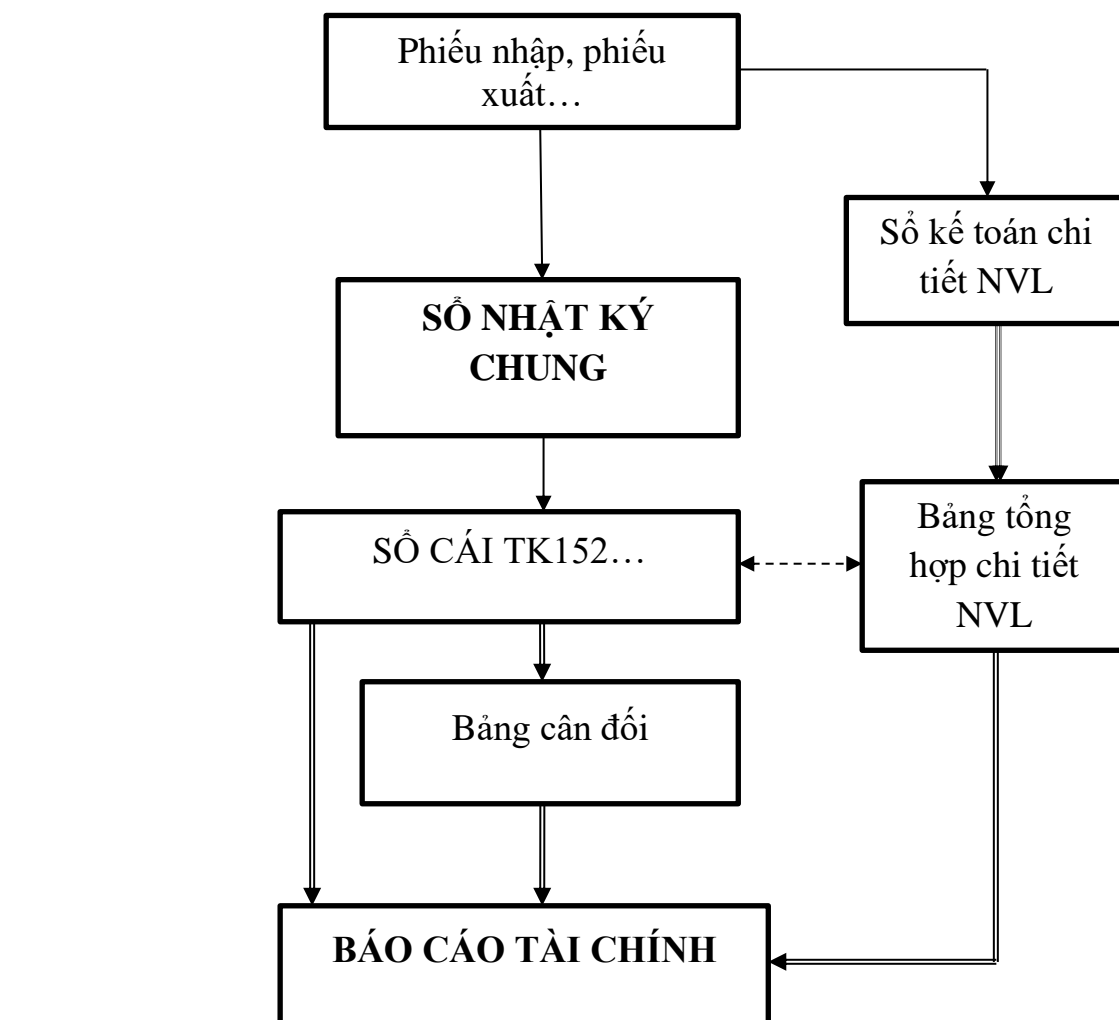 Phiếu nhập, phiếu
xuất…
Sổ kế toán chi
tiết NVL
SỔ NHẬT KÝ
CHUNG
SỔ CÁI TK152…
Bảng tổng
hợp chi tiết
NVL
Bảng cân đối
BÁO CÁO TÀI CHÍNH